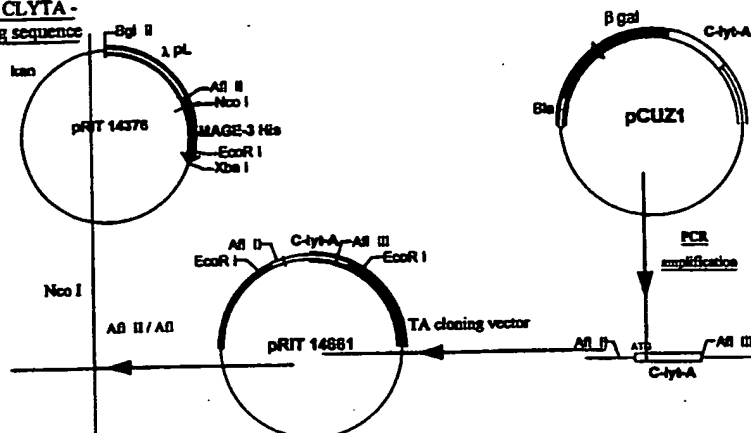 CLYTA -
g sequence
Bgl II
λ pL
kan
Afl II
Nco I
pRIT 14376
MAGE-3 His
EcoR I
Xba I
β gal
C-lyt-A
Bla
pCUZ1
PCR
amplification
Afl II
C-lyt-A
Afl III
EcoR I
EcoR I
Nco I
Afl II / Afl
pRIT 14661
TA cloning vector
Afl II
ATG
Afl III
C-lyt-A